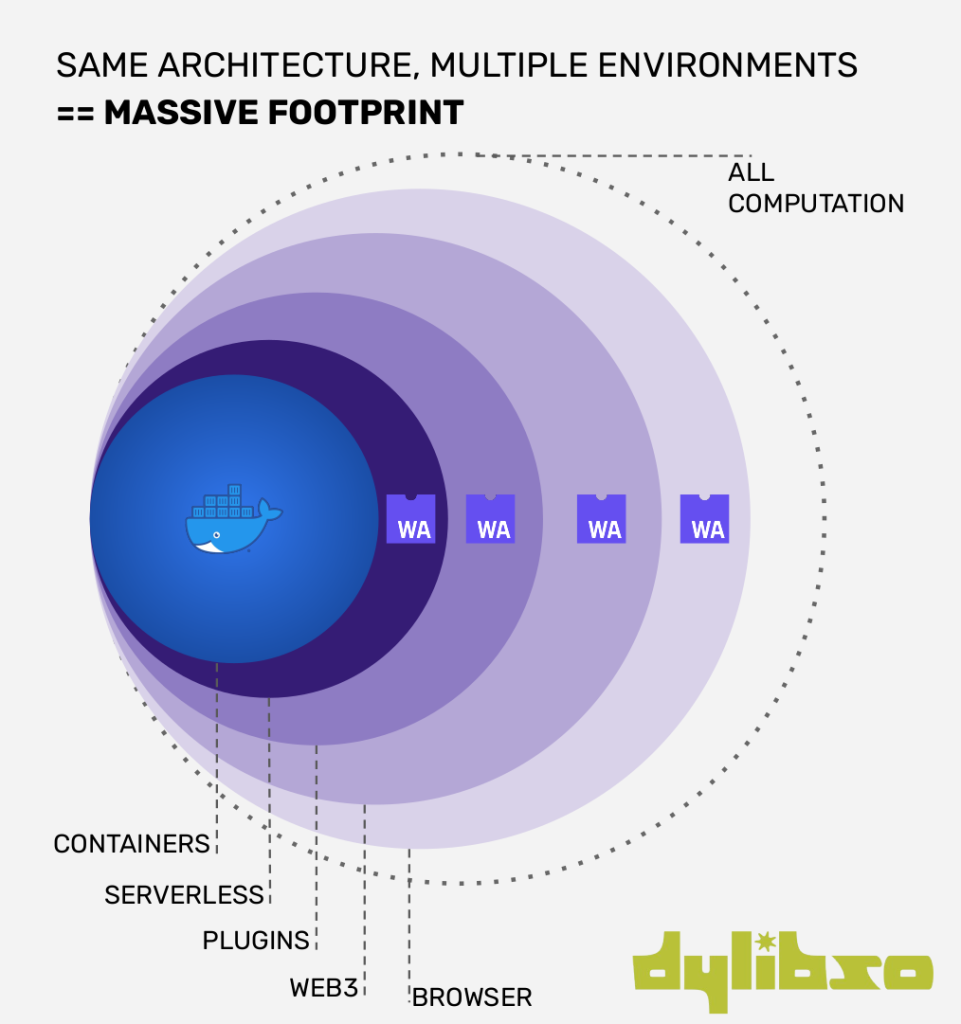 SAME ARCHITECTURE, MULTIPLE ENVIRONMENTS
== MASSIVE FOOTPRINT
ALL
COMPUTATION
WA
WA
WA
WA
CONTAINERS
SERVERLESS
PLUGINS
WEB3
BROWSER
dylibso